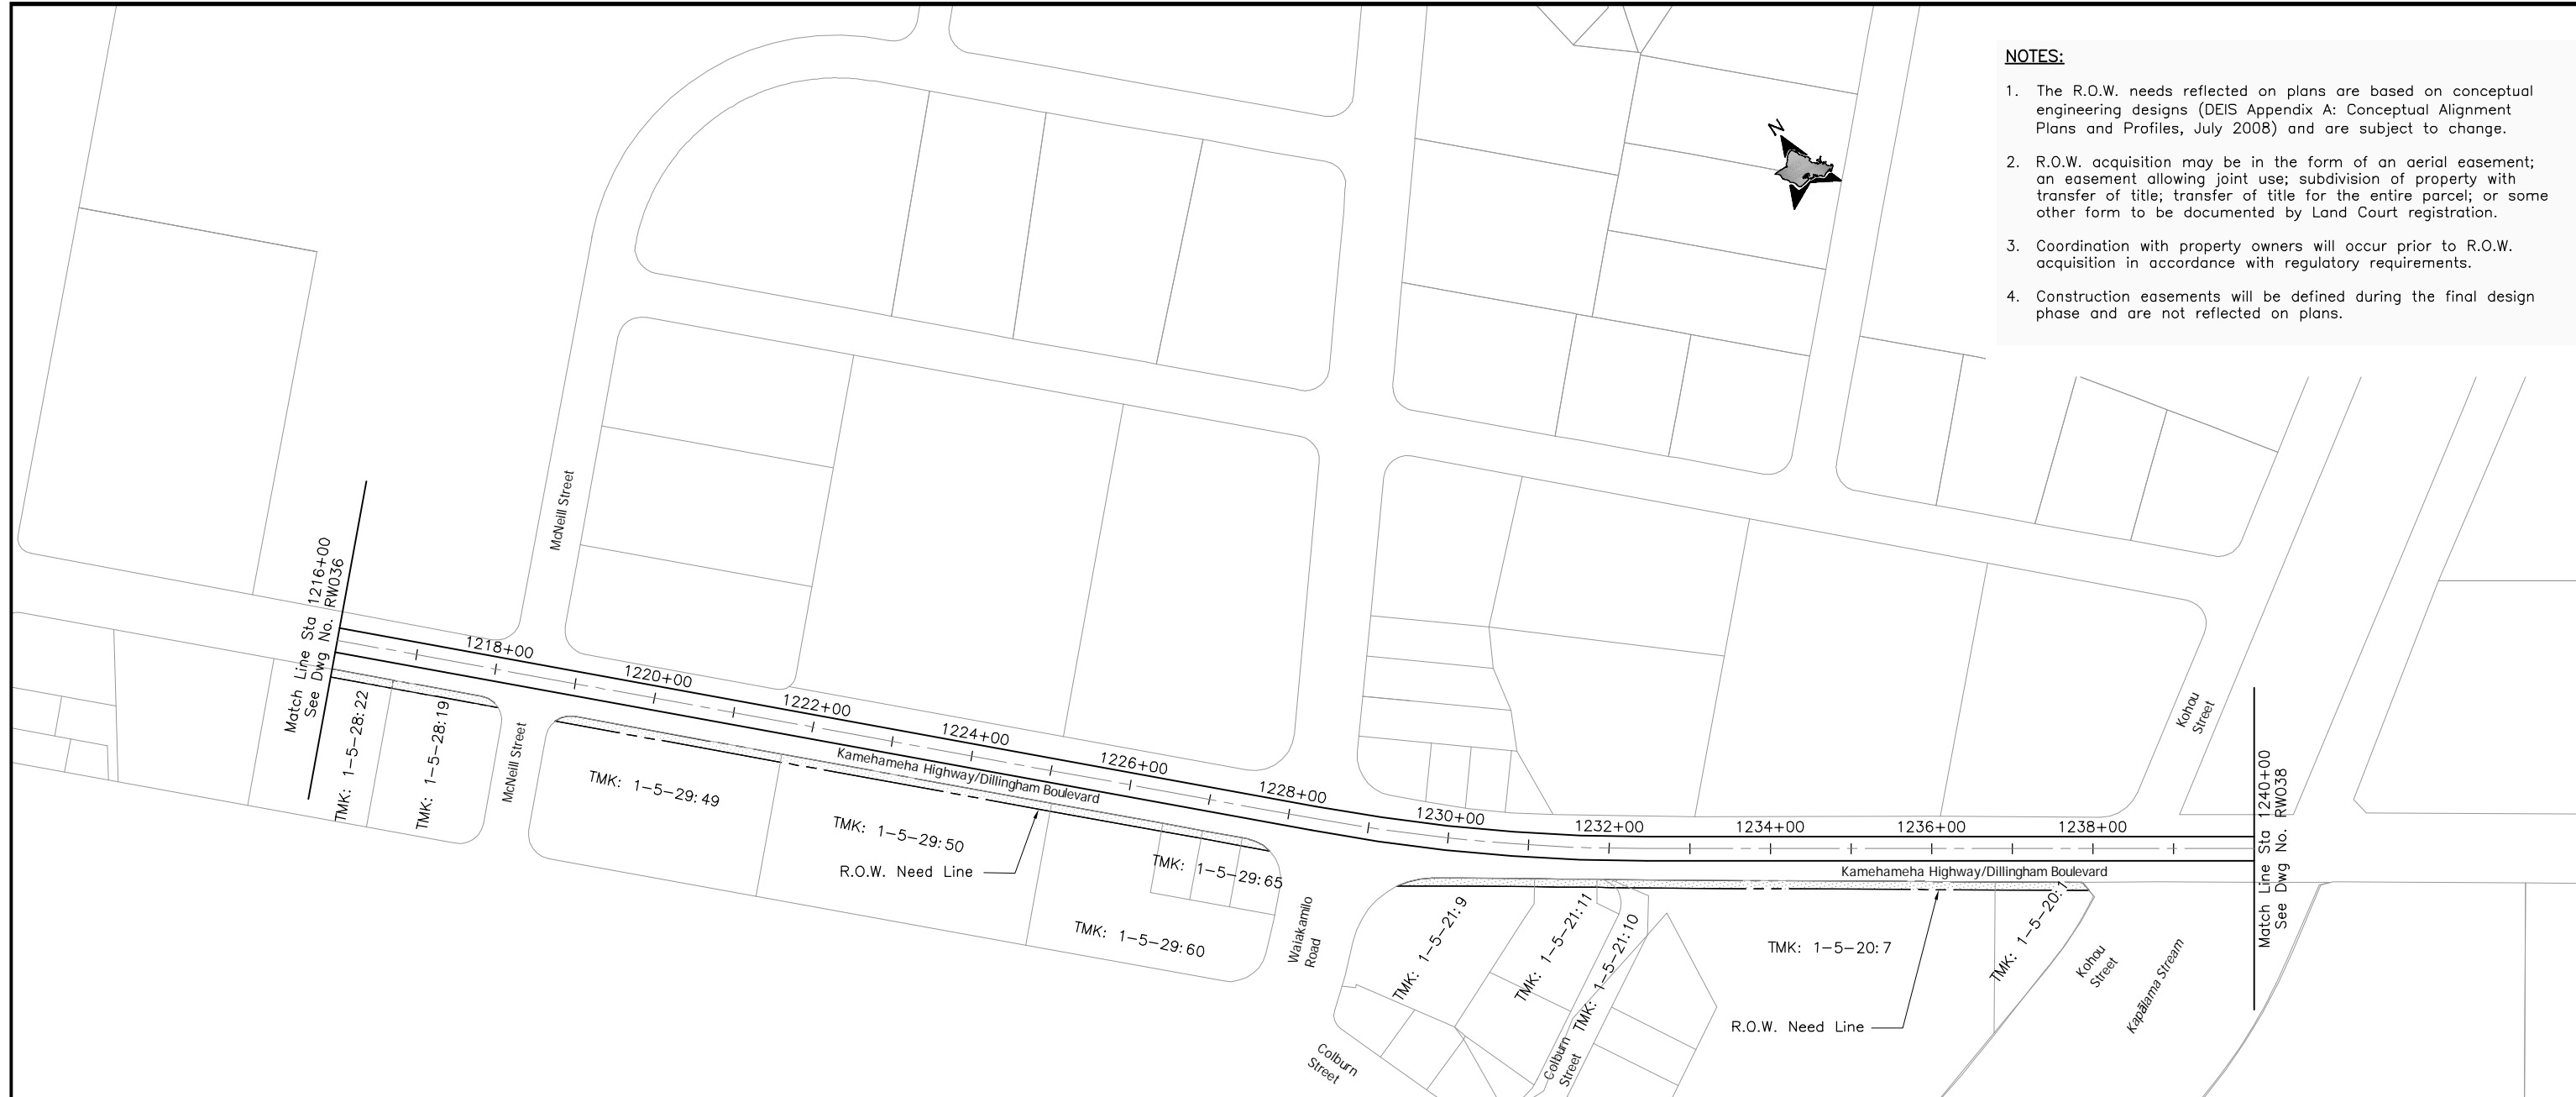 NOTES:
1. The R.O.W. needs reflected on plans are based on conceptual
engineering designs (DEIS Appendix A: Conceptual Alignment
Plans and Profiles, July 2008) and are subject to change.
2. R.O.W. acquisition may be in the form of an aerial easement;
an easement allowing joint use; subdivision of property with
transfer of title; transfer of title for the entire parcel; or some
other form to be documented by Land Court registration.
3. Coordination with property owners will occur prior to R.O.W.
acquisition in accordance with regulatory requirements.
4. Construction easements will be defined during the final design
phase and are not reflected on plans.
N
McNeill Street
Match Line Sta 1216+00
See Dwg No. RW036
1218+00
1220+00
1222+00
1224+00
1226+00
1228+00
1230+00
1232+00
1234+00
1236+00
1238+00
Kohou
Street
Match Line Sta 1240+00
See Dwg No. RW038
Kamehameha Highway/Dillingham Boulevard
Kamehameha Highway/Dillingham Boulevard
TMK: 1-5-28:22
TMK: 1-5-28:19
McNeill Street
TMK: 1-5-29:49
TMK: 1-5-29:50
R.O.W. Need Line
TMK: 1-5-29:65
TMK: 1-5-29:60
Waiakamilo
Road
TMK: 1-5-21:9
TMK: 1-5-21:11
TMK: 1-5-21:10
TMK: 1-5-20:7
TMK: 1-5-20:1
R.O.W. Need Line
Kohou
Street
Kapālama Stream
Colburn
Street
Colburn
Street